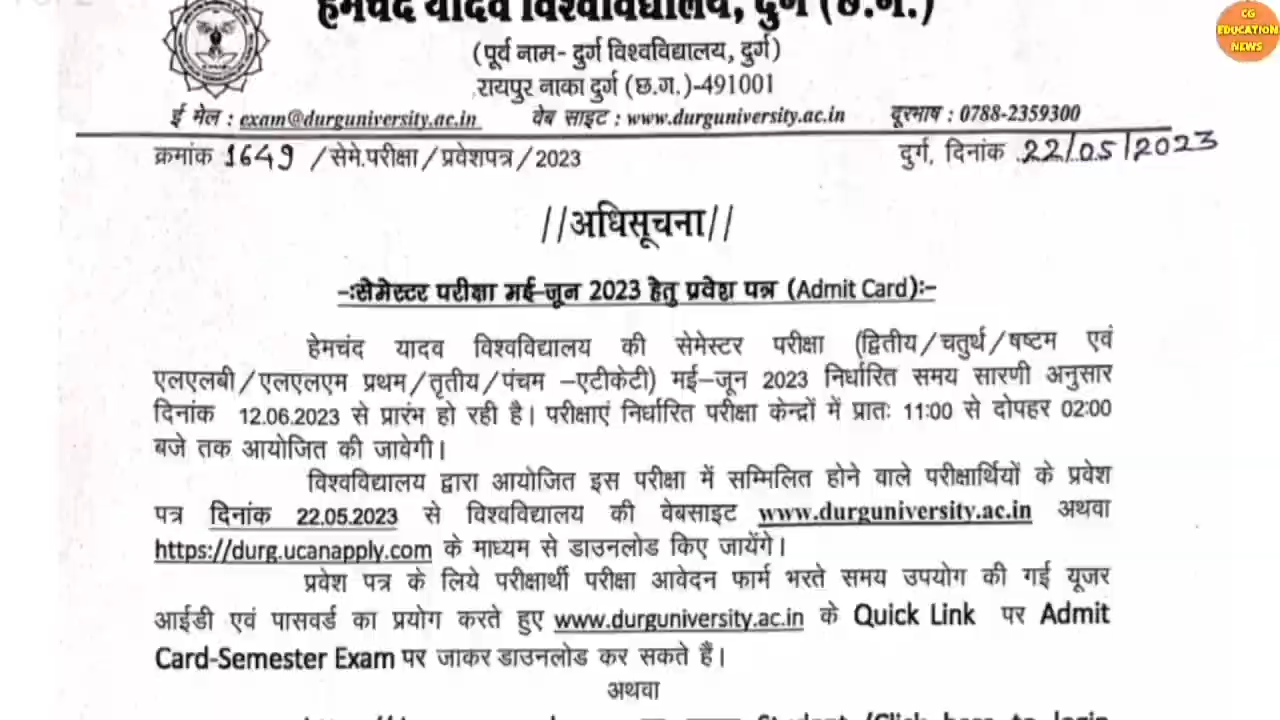 हेमचंद यादव विश्वविद्यालय, दुर्ग (छ.ग.)
CG
EDUCATION
NEWS
(पूर्व नाम- दुर्ग विश्वविद्यालय, दुर्ग)
रायपुर नाका दुर्ग (छ.ग.)-491001
ई मेल : exam@durguniversity.ac.in वेब साइट : www.durguniversity.ac.in दूरभाष : 0788-2359300
क्रमांक 1649 /सेमे.परीक्षा/प्रवेशपत्र/2023 दुर्ग, दिनांक 22/05/2023
//अधिसूचना//
-:सेमेस्टर परीक्षा मई-जून 2023 हेतु प्रवेश पत्र (Admit Card):-
हेमचंद यादव विश्वविद्यालय की सेमेस्टर परीक्षा (द्वितीय/चतुर्थ/षष्टम एवं
एलएलबी/एलएलएम प्रथम/तृतीय/पंचम -एटीकेटी) मई-जून 2023 निर्धारित समय सारणी अनुसार
दिनांक 12.06.2023 से प्रारंभ हो रही है। परीक्षाएं निर्धारित परीक्षा केन्द्रों में प्रातः 11:00 से दोपहर 02:00
बजे तक आयोजित की जावेगी।
विश्वविद्यालय द्वारा आयोजित इस परीक्षा में सम्मिलित होने वाले परीक्षार्थियों के प्रवेश
पत्र दिनांक 22.05.2023 से विश्वविद्यालय की वेबसाइट www.durguniversity.ac.in अथवा
https://durg.ucanapply.com के माध्यम से डाउनलोड किए जायेंगे।
प्रवेश पत्र के लिये परीक्षार्थी परीक्षा आवेदन फार्म भरते समय उपयोग की गई यूजर
आईडी एवं पासवर्ड का प्रयोग करते हुए www.durguniversity.ac.in के Quick Link पर Admit
Card-Semester Exam पर जाकर डाउनलोड कर सकते हैं।
अथवा
Student (Click here to login